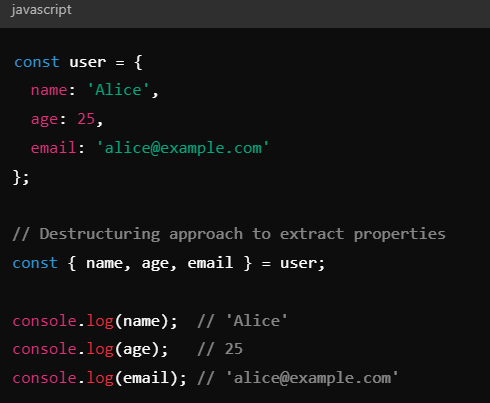 javascript
const user = {
  name: 'Alice',
  age: 25,
  email: 'alice@example.com'
};
// Destructuring approach to extract properties
const { name, age, email } = user;
console.log(name);  // 'Alice'
console.log(age);   // 25
console.log(email); // 'alice@example.com'